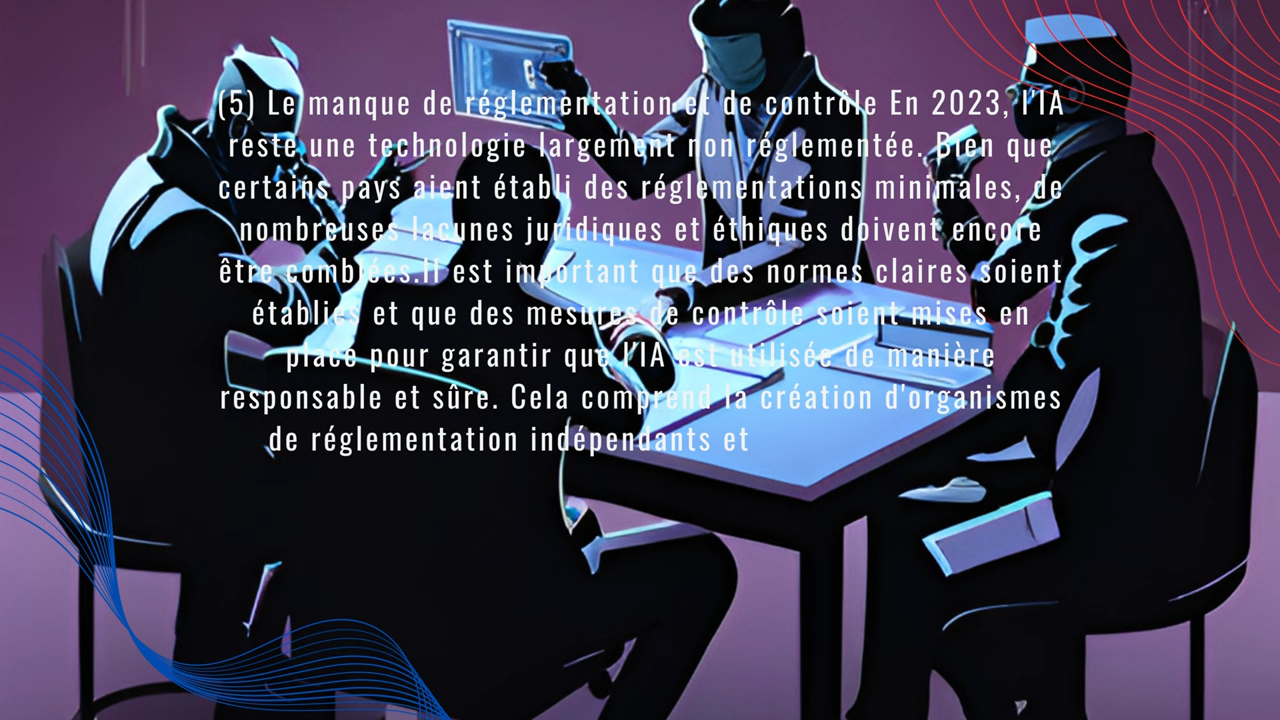 (5) Le manque de réglementation et de contrôle En 2023, l'IA
reste une technologie largement non réglementée. Bien que
certains pays aient établi des réglementations minimales, de
nombreuses lacunes juridiques et éthiques doivent encore
être comblées.Il est important que des normes claires soient
établies et que des mesures de contrôle soient mises en
place pour garantir que l'IA est utilisée de manière
responsable et sûre. Cela comprend la création d'organismes
de réglementation indépendants et